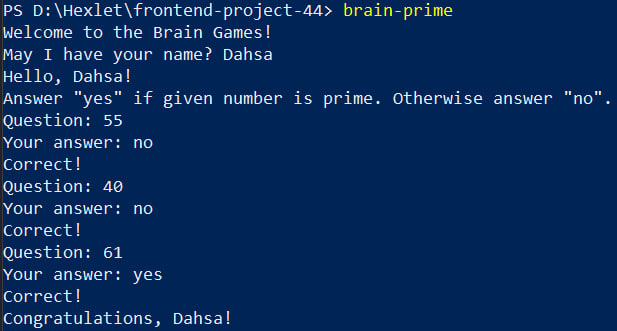 PS D:\Hexlet\frontend-project-44> brain-prime
Welcome to the Brain Games!
May I have your name? Dahsa
Hello, Dahsa!
Answer "yes" if given number is prime. Otherwise answer "no".
Question: 55
Your answer: no
Correct!
Question: 40
Your answer: no
Correct!
Question: 61
Your answer: yes
Correct!
Congratulations, Dahsa!